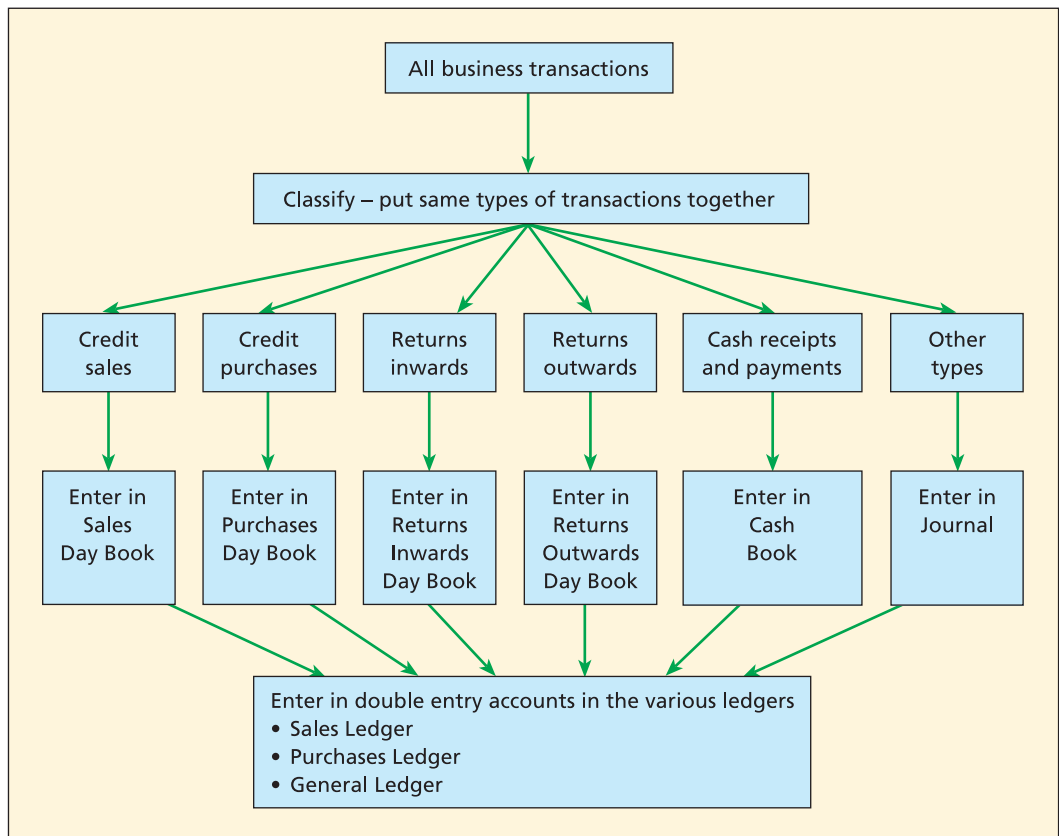 All business transactions
Classify – put same types of transactions together
Credit
sales
Credit
purchases
Returns
inwards
Returns
outwards
Cash receipts
and payments
Other
types
Enter in
Sales
Day Book
Enter in
Purchases
Day Book
Enter in
Returns
Inwards
Day Book
Enter in
Returns
Outwards
Day Book
Enter in
Cash
Book
Enter in
Journal
Enter in double entry accounts in the various ledgers
• Sales Ledger
• Purchases Ledger
• General Ledger